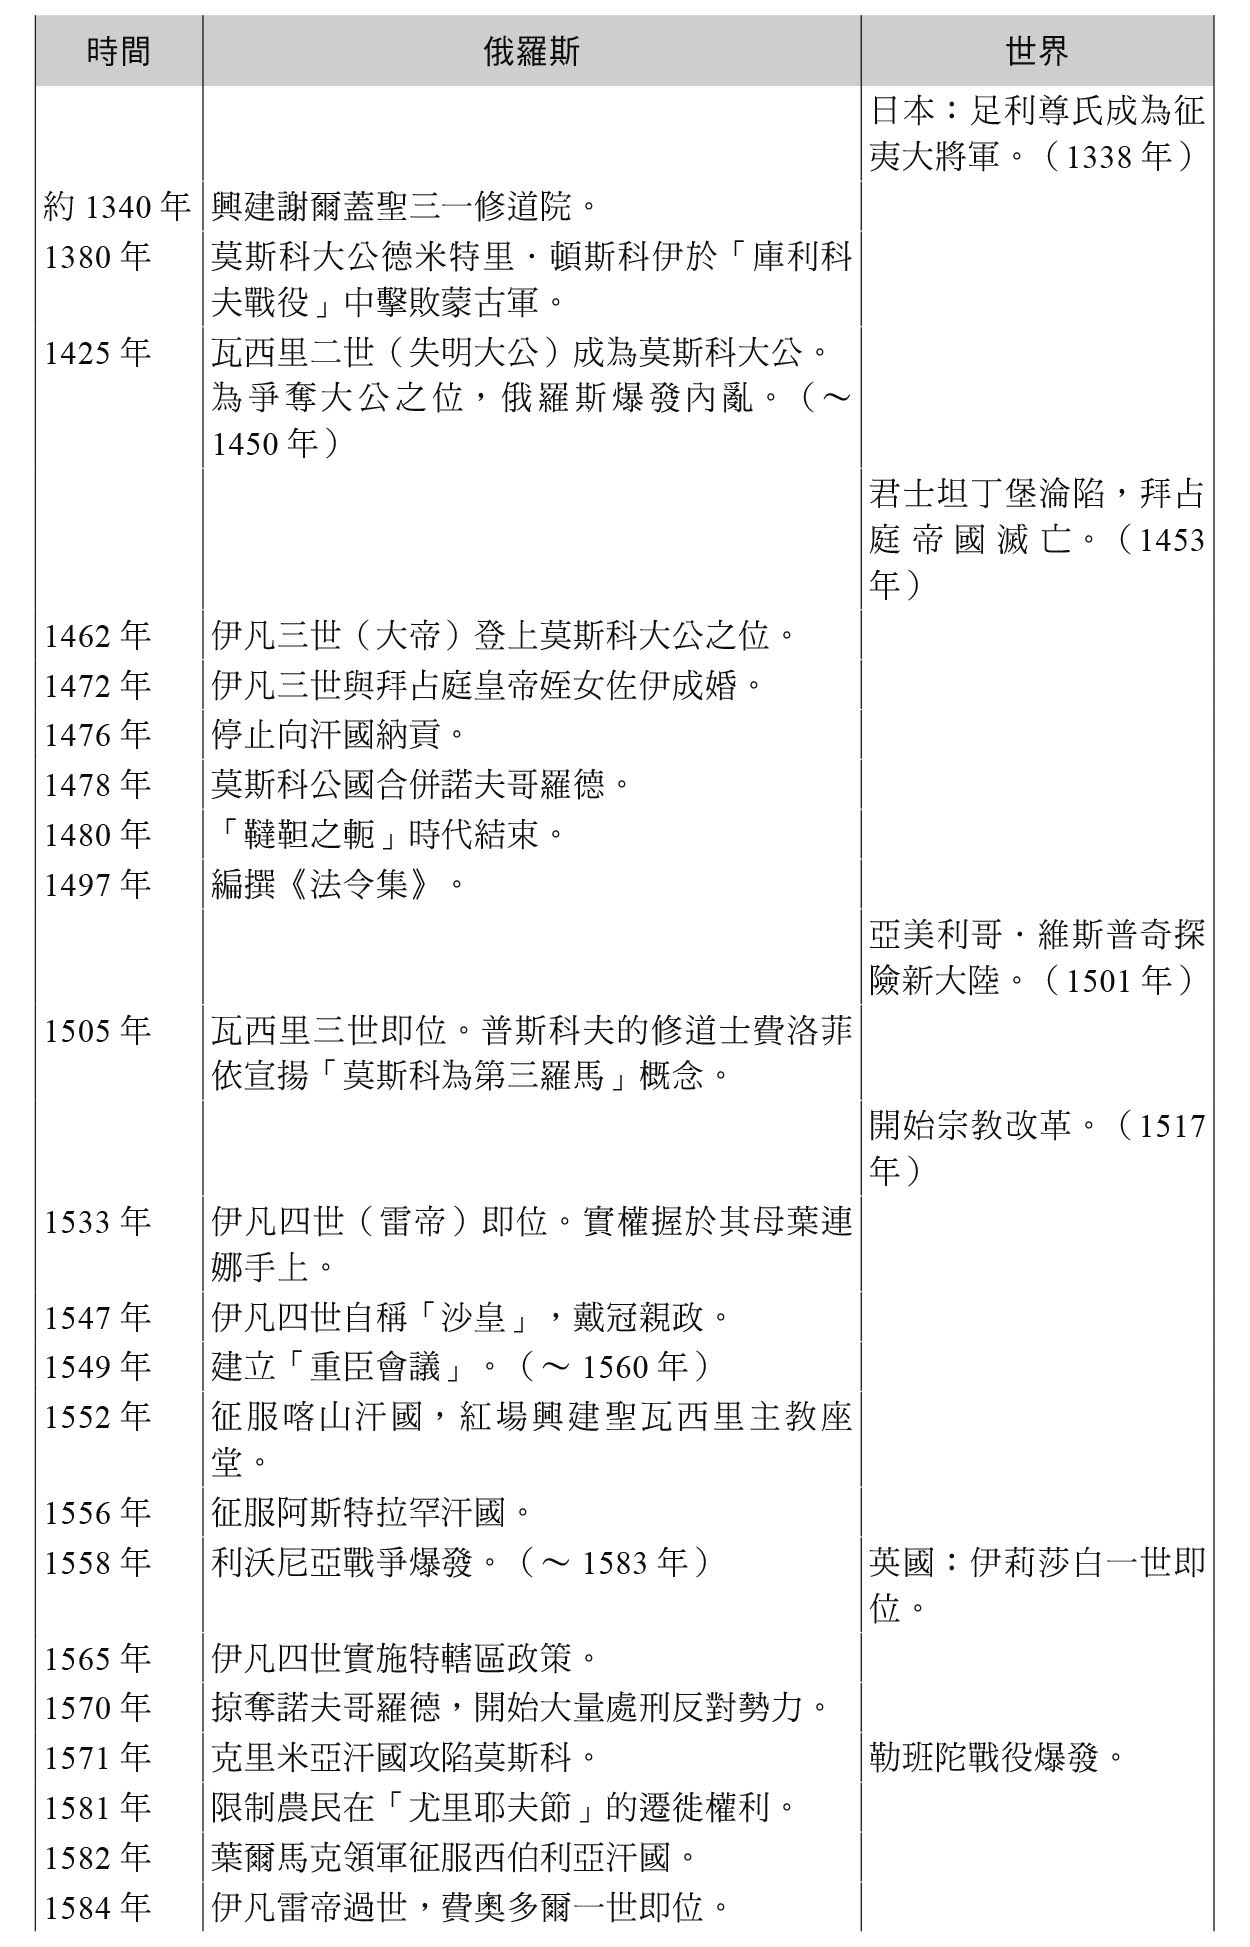 時間 俄羅斯 世界
日本：足利尊氏成為征
夷大將軍。（1338 年）
約 1340 年 興建謝爾蓋聖三一修道院。
1380 年 莫斯科大公德米特里．頓斯科伊於「庫利科
夫戰役」中擊敗蒙古軍。
1425 年 瓦西里二世（失明大公）成為莫斯科大公。
為爭奪大公之位，俄羅斯爆發內亂。（～
1450 年）
君士坦丁堡淪陷，拜占
庭帝國滅亡。（1453
年）
1462 年 伊凡三世（大帝）登上莫斯科大公之位。
1472 年 伊凡三世與拜占庭皇帝姪女佐伊成婚。
1476 年 停止向汗國納貢。
1478 年 莫斯科公國合併諾夫哥羅德。
1480 年 「韃靼之軛」時代結束。
1497 年 編撰《法令集》。
亞美利哥．維斯普奇探
險新大陸。（1501 年）
1505 年 瓦西里三世即位。普斯科夫的修道士費洛菲
依宣揚「莫斯科為第三羅馬」概念。
開始宗教改革。（1517
年）
1533 年 伊凡四世（雷帝）即位。實權握於其母葉連
娜手上。
1547 年 伊凡四世自稱「沙皇」，戴冠親政。
1549 年 建立「重臣會議」。（～ 1560 年）
1552 年 征服喀山汗國，紅場興建聖瓦西里主教座
堂。
1556 年 征服阿斯特拉罕汗國。
1558 年 利沃尼亞戰爭爆發。（～ 1583 年） 英國：伊莉莎白一世即
位。
1565 年 伊凡四世實施特轄區政策。
1570 年 掠奪諾夫哥羅德，開始大量處刑反對勢力。
1571 年 克里米亞汗國攻陷莫斯科。 勒班陀戰役爆發。
1581 年 限制農民在「尤里耶夫節」的遷徙權利。
1582 年 葉爾馬克領軍征服西伯利亞汗國。
1584 年 伊凡雷帝過世，費奧多爾一世即位。